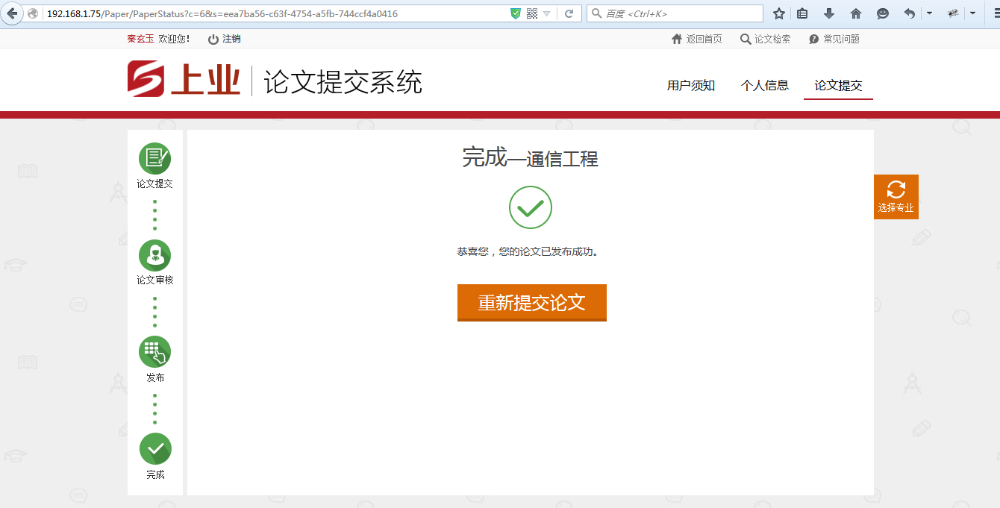 192.168.1.75/Paper/PaperStatus?c=6&s=eea7ba56-c63f-4754-a5fb-744ccf4a0416
百度 <Ctrl+K>
秦玄玉 欢迎您! 注销
返回首页 论文检索 常见问题
上业 论文提交系统
用户须知 个人信息 论文提交
论文提交
论文审核
发布
完成
完成—通信工程
恭喜您，您的论文已发布成功。
重新提交论文
选择专业